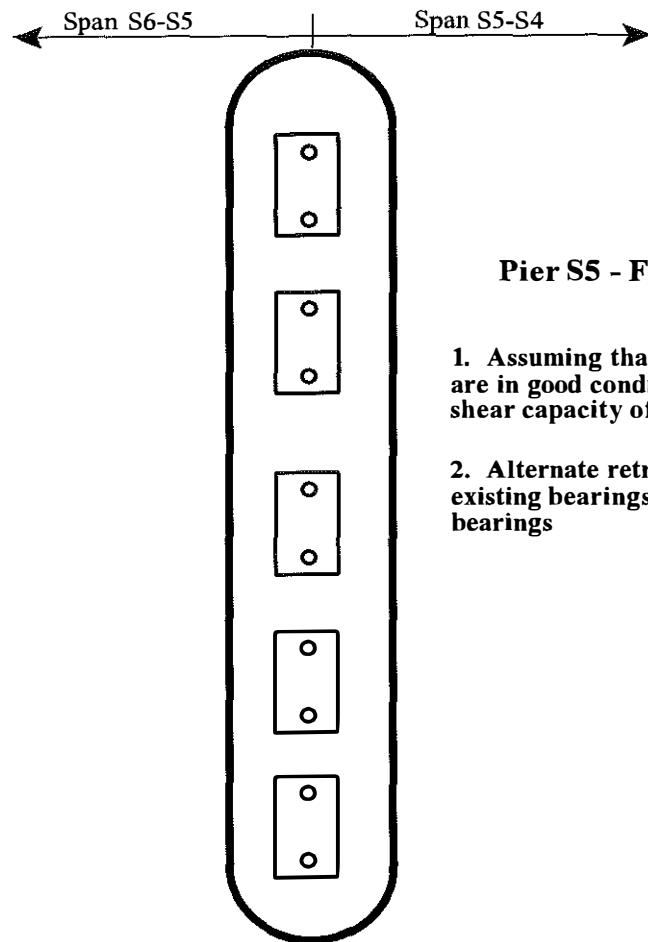 Span S6-S5
Span S5-S4
Pier S5 - F
1. Assuming tha
are in good condi
shear capacity of
2. Alternate retr
existing bearings
bearings